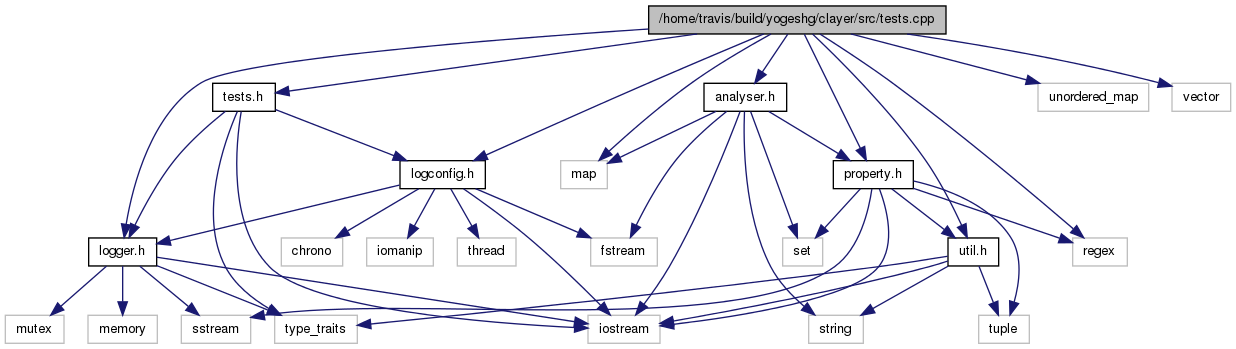 /home/travis/build/yogeshg/clayer/src/tests.cpp
tests.h
analyser.h
unordered_map
vector
logconfig.h
map
property.h
logger.h
chrono
iomanip
thread
fstream
set
util.h
regex
mutex
memory
sstream
type_traits
iostream
string
tuple